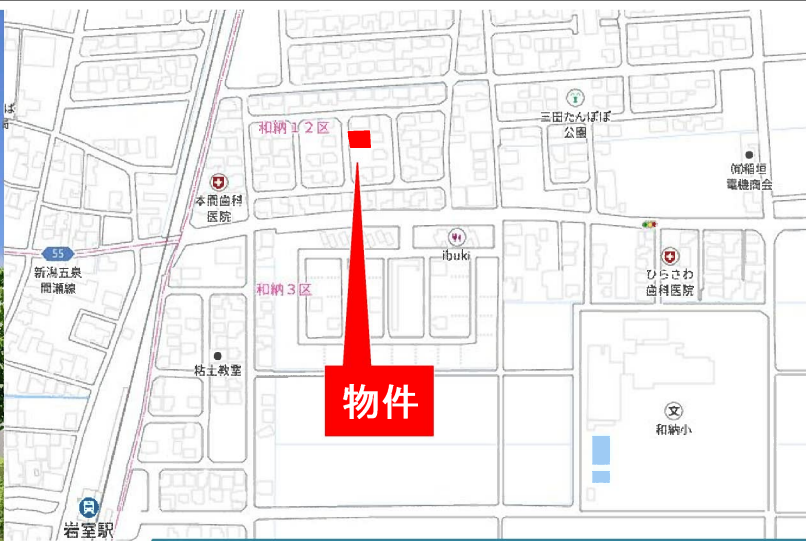 三田たんぽぽ
公園
和納１２区
㈲稲垣
電機商会
本間歯科
医院
ibuki
55
新潟五泉
間瀬線
ひらさわ
歯科医院
和納３区
粘土教室
物件
文
和納小
岩室駅